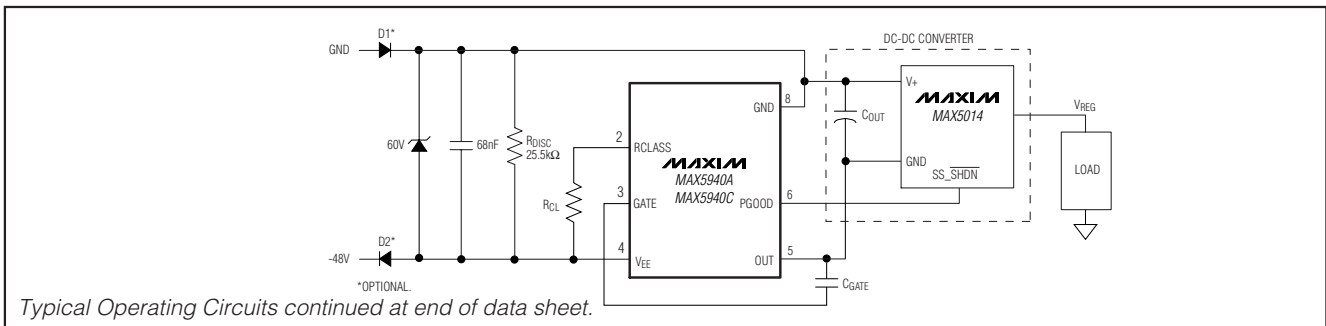 D1*
GND
DC-DC CONVERTER
V+
MAXIM
MAX5014
GND
SS_SHDN
COUT
VREG
LOAD
60V
68nF
RDISC
25.5kΩ
RCL
2
RCLASS
3
GATE
4
VEE
MAXIM
MAX5940A
MAX5940C
GND
8
PGOOD
6
OUT
5
CGATE
D2*
-48V
*OPTIONAL.
Typical Operating Circuits continued at end of data sheet.